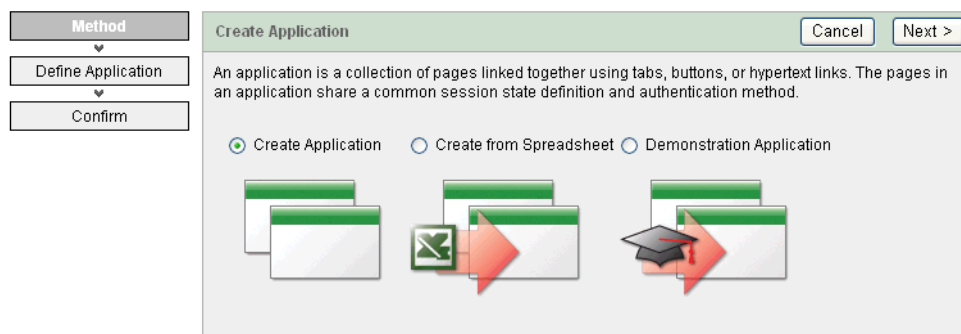 Method
Define Application
Confirm
Create Application
Cancel
Next >
An application is a collection of pages linked together using tabs, buttons, or hypertext links. The pages in
an application share a common session state definition and authentication method.
Create Application
Create from Spreadsheet
Demonstration Application